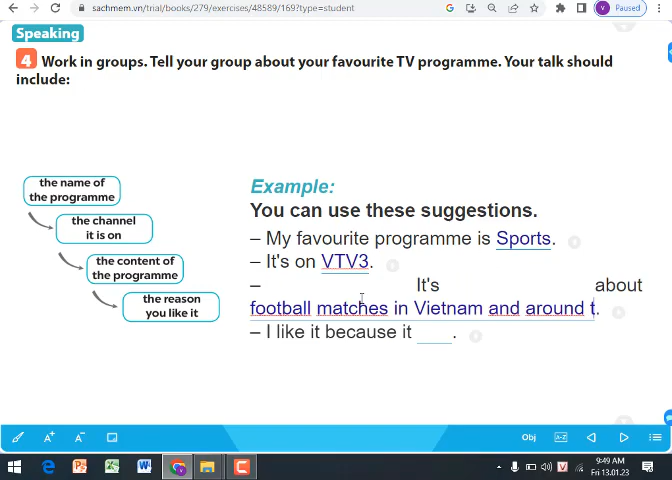 sachmem.vn/trial/books/279/exercises/48589/169?type=student
Paused
Speaking
4 Work in groups. Tell your group about your favourite TV programme. Your talk should
include:
the name of
the programme
the channel
it is on
the content of
the programme
the reason
you like it
Example:
You can use these suggestions.
– My favourite programme is Sports.
– It's on VTV3.
– It's about
football matches in Vietnam and around t.
– I like it because it ____.
A+ A- Obj A-Z
9:49 AM
Fri 13.01.23